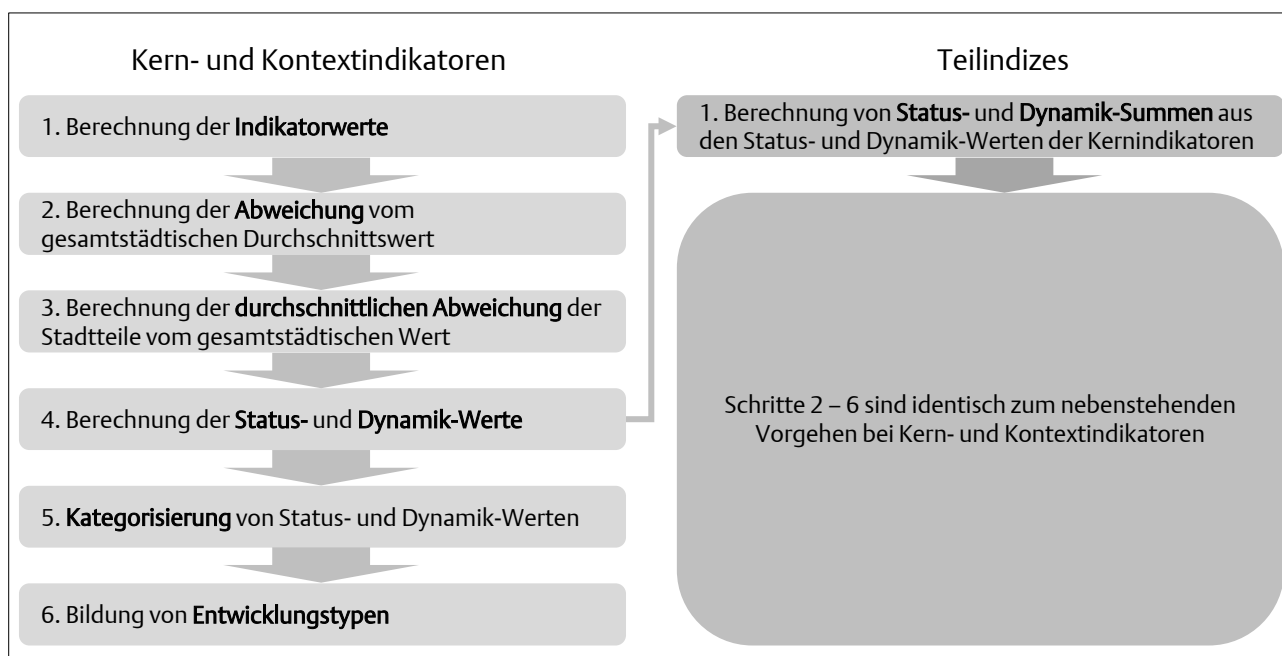 Kern- und Kontextindikatoren
1. Berechnung der Indikatorwerte
2. Berechnung der Abweichung vom
gesamtstädtischen Durchschnittswert
3. Berechnung der durchschnittlichen Abweichung der
Stadtteile vom gesamtstädtischen Wert
4. Berechnung der Status- und Dynamik-Werte
5. Kategorisierung von Status- und Dynamik-Werten
6. Bildung von Entwicklungstypen
Teilindizes
1. Berechnung von Status- und Dynamik-Summen aus
den Status- und Dynamik-Werten der Kernindikatoren
Schritte 2 – 6 sind identisch zum nebenstehenden
Vorgehen bei Kern- und Kontextindikatoren